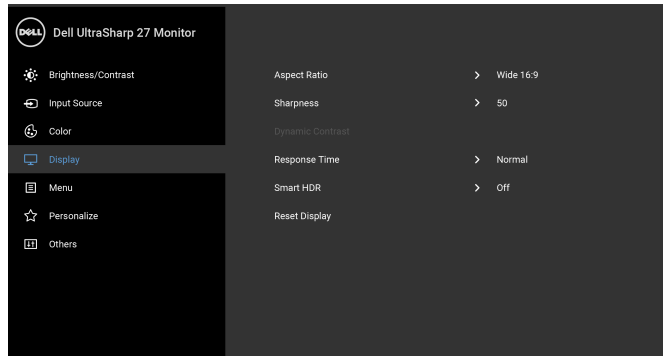 DELL Dell UltraSharp 27 Monitor
Brightness/Contrast
Input Source
Color
Display
Menu
Personalize
Others
Aspect Ratio > Wide 16:9
Sharpness > 50
Dynamic Contrast
Response Time > Normal
Smart HDR > Off
Reset Display